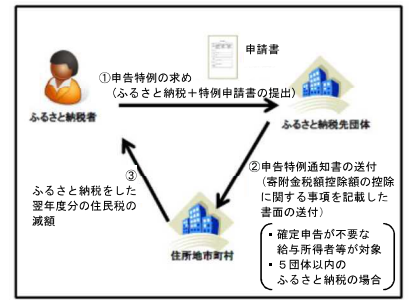 申請書
①申告特例の求め
(ふるさと納税+特例申請書の提出)
ふるさと納税者
ふるさと納税先団体
②申告特例通知書の送付
(寄附金税額控除額の控除
に関する事項を記載した
書面の送付)
・確定申告が不要な
給与所得者等が対象
・5団体以内の
ふるさと納税の場合
③
ふるさと納税をした
翌年度分の住民税の
減額
住所地市町村